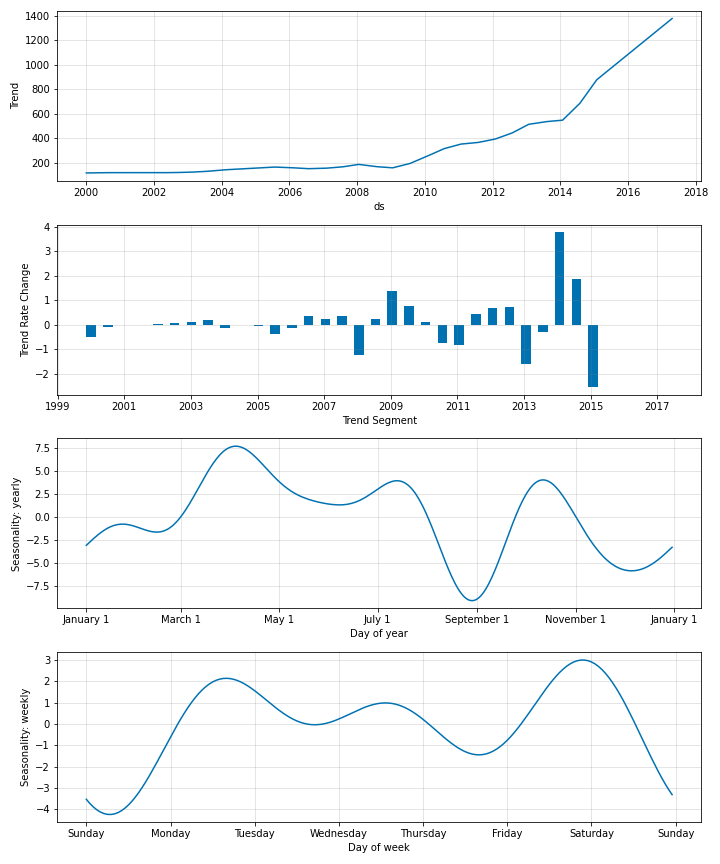 1400
1200
1000
800
600
400
200
Trend
2000 2002 2004 2006 2008 2010 2012 2014 2016 2018
ds
4
3
2
1
0
−1
−2
Trend Rate Change
1999 2001 2003 2005 2007 2009 2011 2013 2015 2017
Trend Segment
7.5
5.0
2.5
0.0
−2.5
−5.0
−7.5
Seasonality: yearly
January 1 March 1 May 1 July 1 September 1 November 1 January 1
Day of year
3
2
1
0
−1
−2
−3
−4
Seasonality: weekly
Sunday Monday Tuesday Wednesday Thursday Friday Saturday Sunday
Day of week